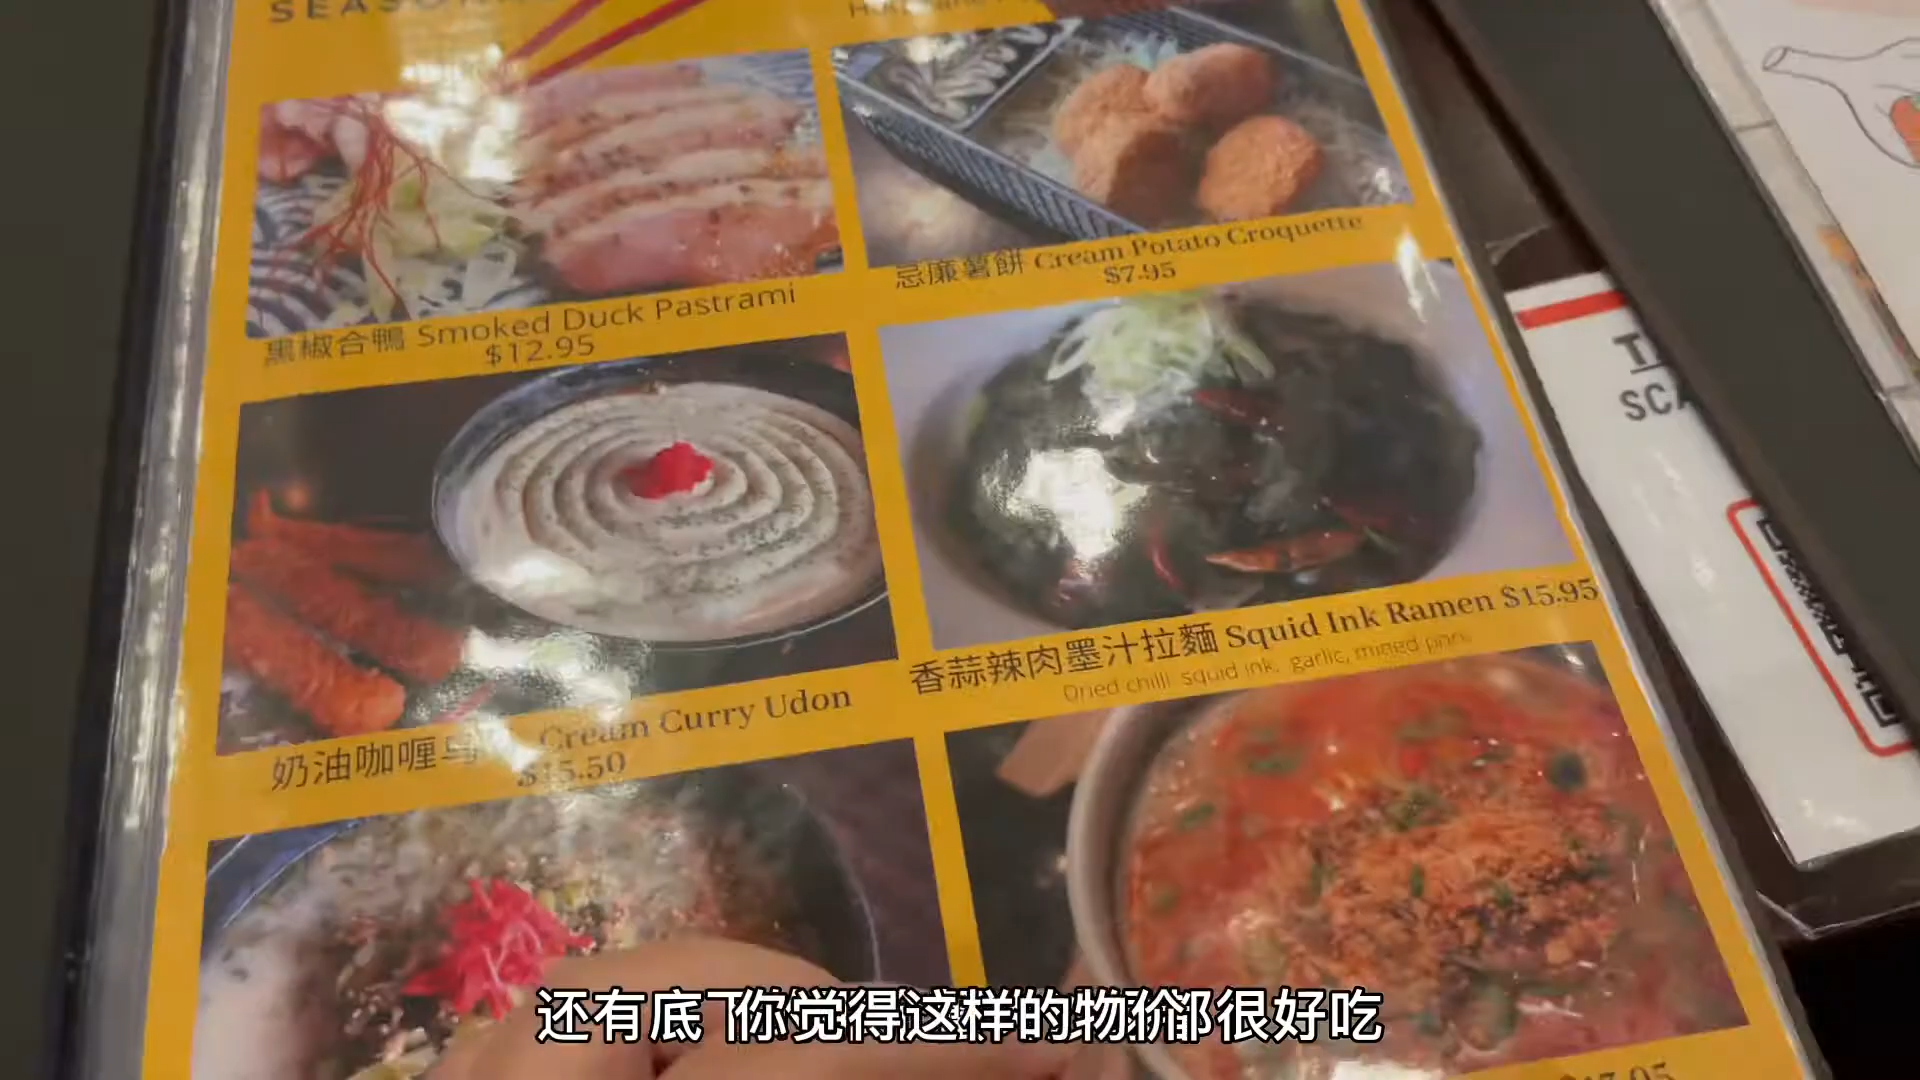 黑椒合鴨 Smoked Duck Pastrami
$12.95
忌廉薯餅 Cream Potato Croquette
$7.95
奶油咖喱乌 Cream Curry Udon
$15.50
香蒜辣肉墨汁拉麵 Squid Ink Ramen $15.95
Dried chilli, squid ink, garlic, minced
还有底
你觉得这样的物价
都很好吃